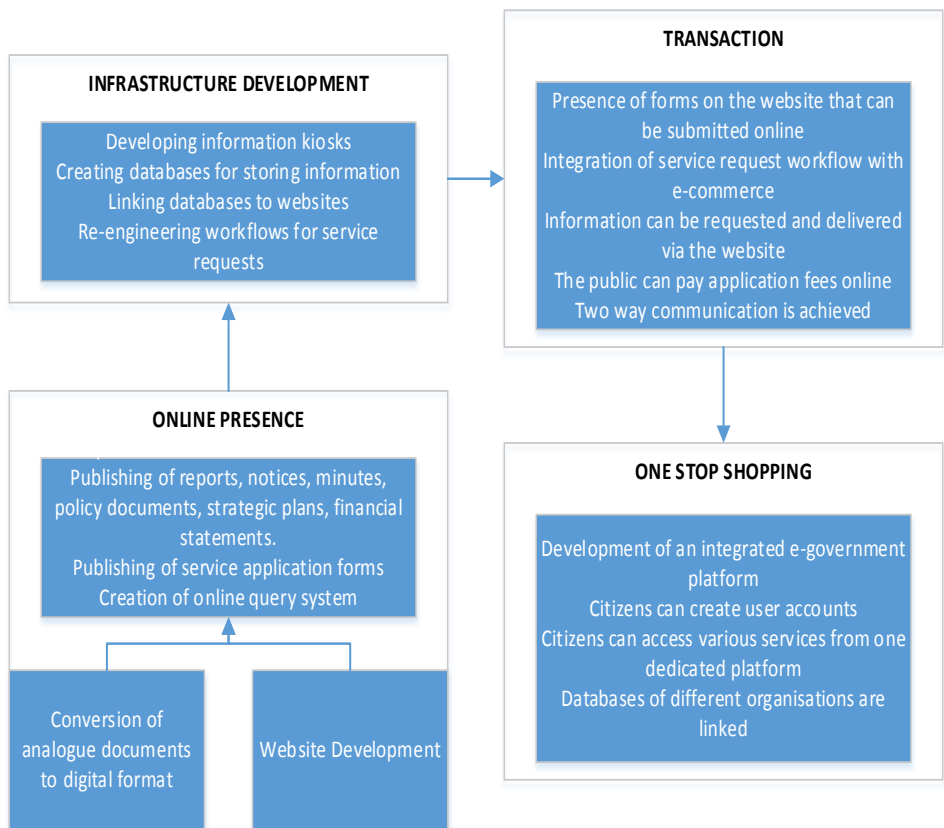 INFRASTRUCTURE DEVELOPMENT
Developing information kiosks
Creating databases for storing information
Linking databases to websites
Re-engineering workflows for service
requests
TRANSACTION
Presence of forms on the website that can
be submitted online
Integration of service request workflow with
e-commerce
Information can be requested and delivered
via the website
The public can pay application fees online
Two way communication is achieved
ONLINE PRESENCE
Publishing of reports, notices, minutes,
policy documents, strategic plans, financial
statements.
Publishing of service application forms
Creation of online query system
Conversion of
analogue documents
to digital format
Website Development
ONE STOP SHOPPING
Development of an integrated e-government
platform
Citizens can create user accounts
Citizens can access various services from one
dedicated platform
Databases of different organisations are
linked